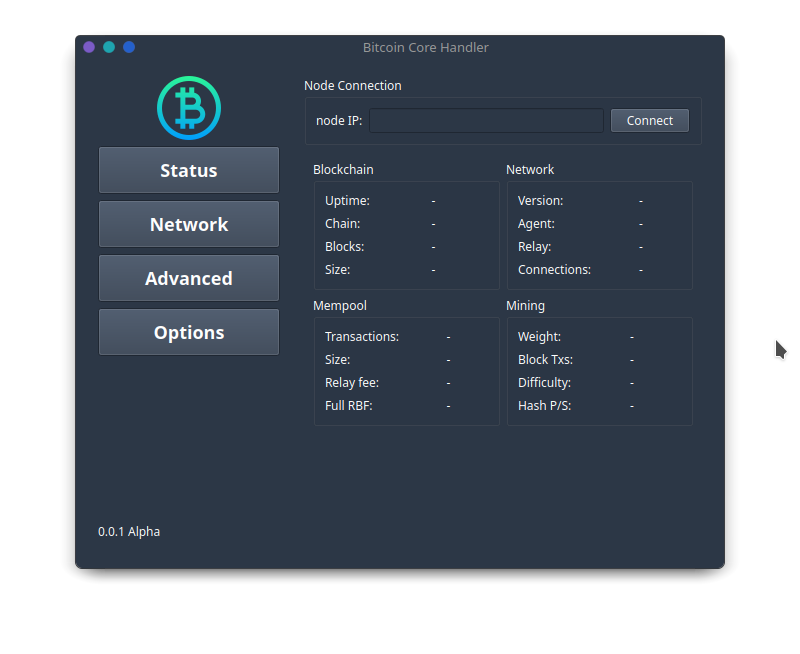 Bitcoin Core Handler
Status
Network
Advanced
Options
0.0.1 Alpha
Node Connection
node IP: Connect
Blockchain
Uptime: -
Chain: -
Blocks: -
Size: -
Network
Version: -
Agent: -
Relay: -
Connections: -
Mempool
Transactions: -
Size: -
Relay fee: -
Full RBF: -
Mining
Weight: -
Block Txs: -
Difficulty: -
Hash P/S: -